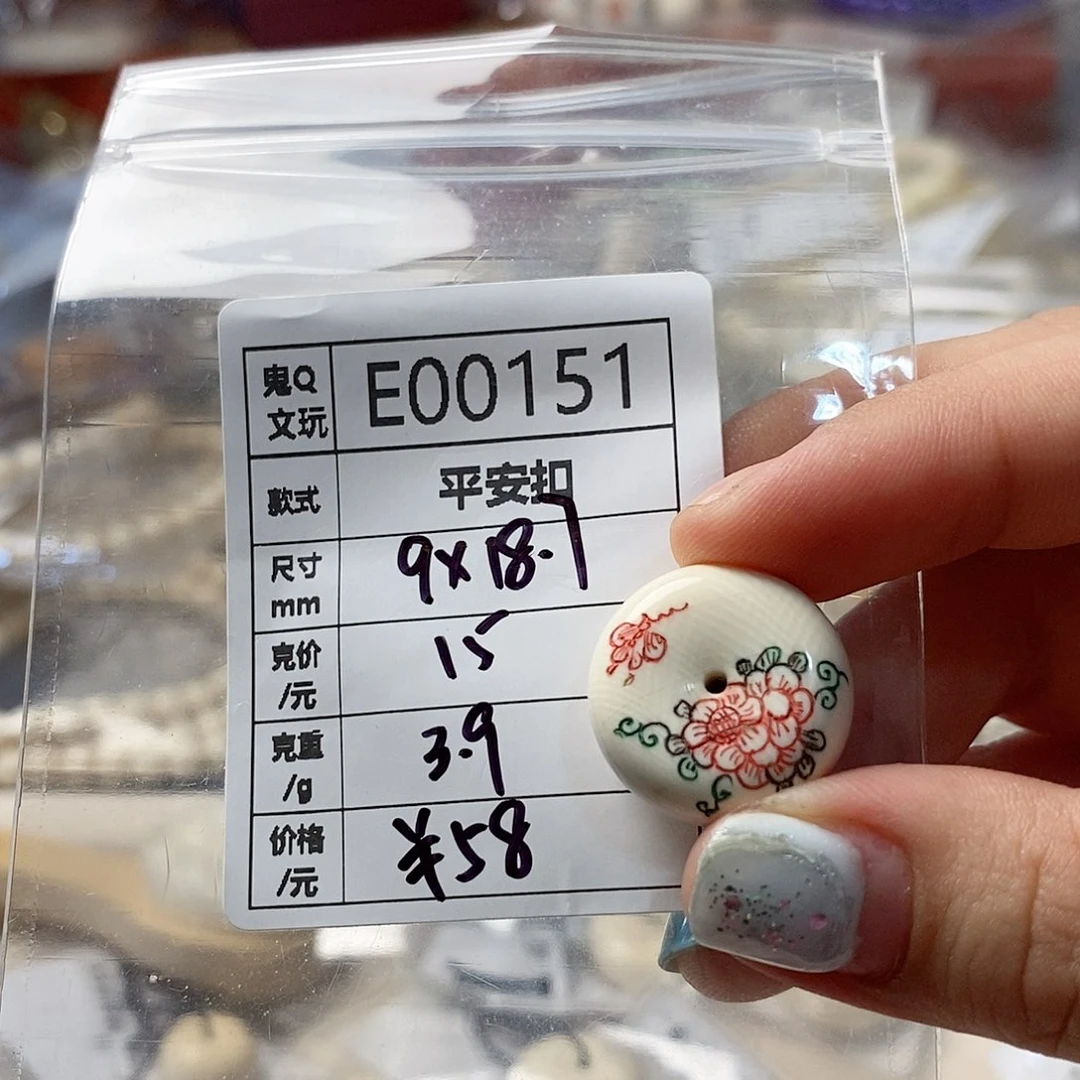 鬼Q
文玩
E00151
款式
平安扣
尺寸
mm
9x18.7
克价
/元
15
克重
/g
3.9
价格
/元
¥58